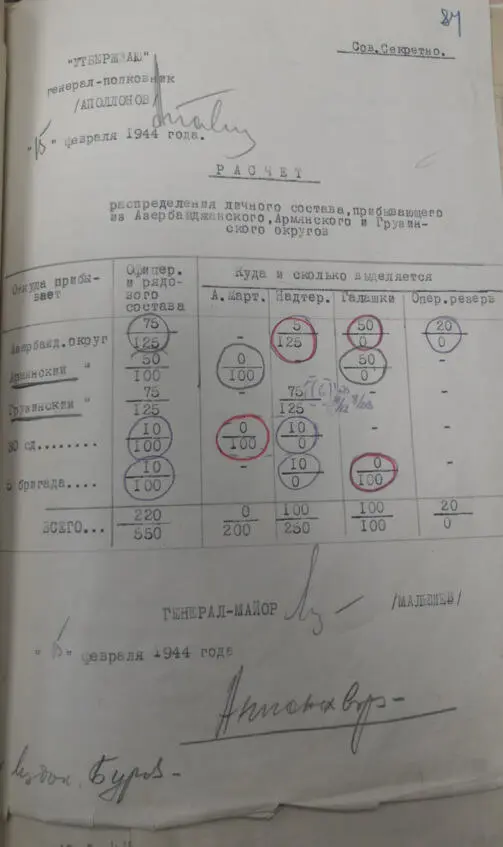 84
Сов.Секретно.
"УТВЕРЖДАЮ"
генерал-полковник
/АПОЛЛОНОВ/
"15" февраля 1944 года.
РАСЧЕТ
распределения личного состава,прибывающего
из Азербайджанского,Армянского и Грузин-
ского округов
Откуда прибы-
вает
Офицер.
и рядо-
вого
состава
Куда и сколько выделяется
А.Март. Надтер. Галашки Опер.резерв
Азербайд.округ 75/125 - 5/125 50/0 20/0
Армянский " 50/100 0/100 - 50/0 -
Грузинский " 75/125 - 75/125 - -
30 сд........ 10/100 0/100 10/0 - -
бригада.... 10/100 - 10/0 0/100 -
ВСЕГО... 220/550 0/200 100/250 100/100 20/0
ГЕНЕРАЛ-МАЙОР /МАЛЬЦЕВ/
"15" февраля 1944 года
Буров